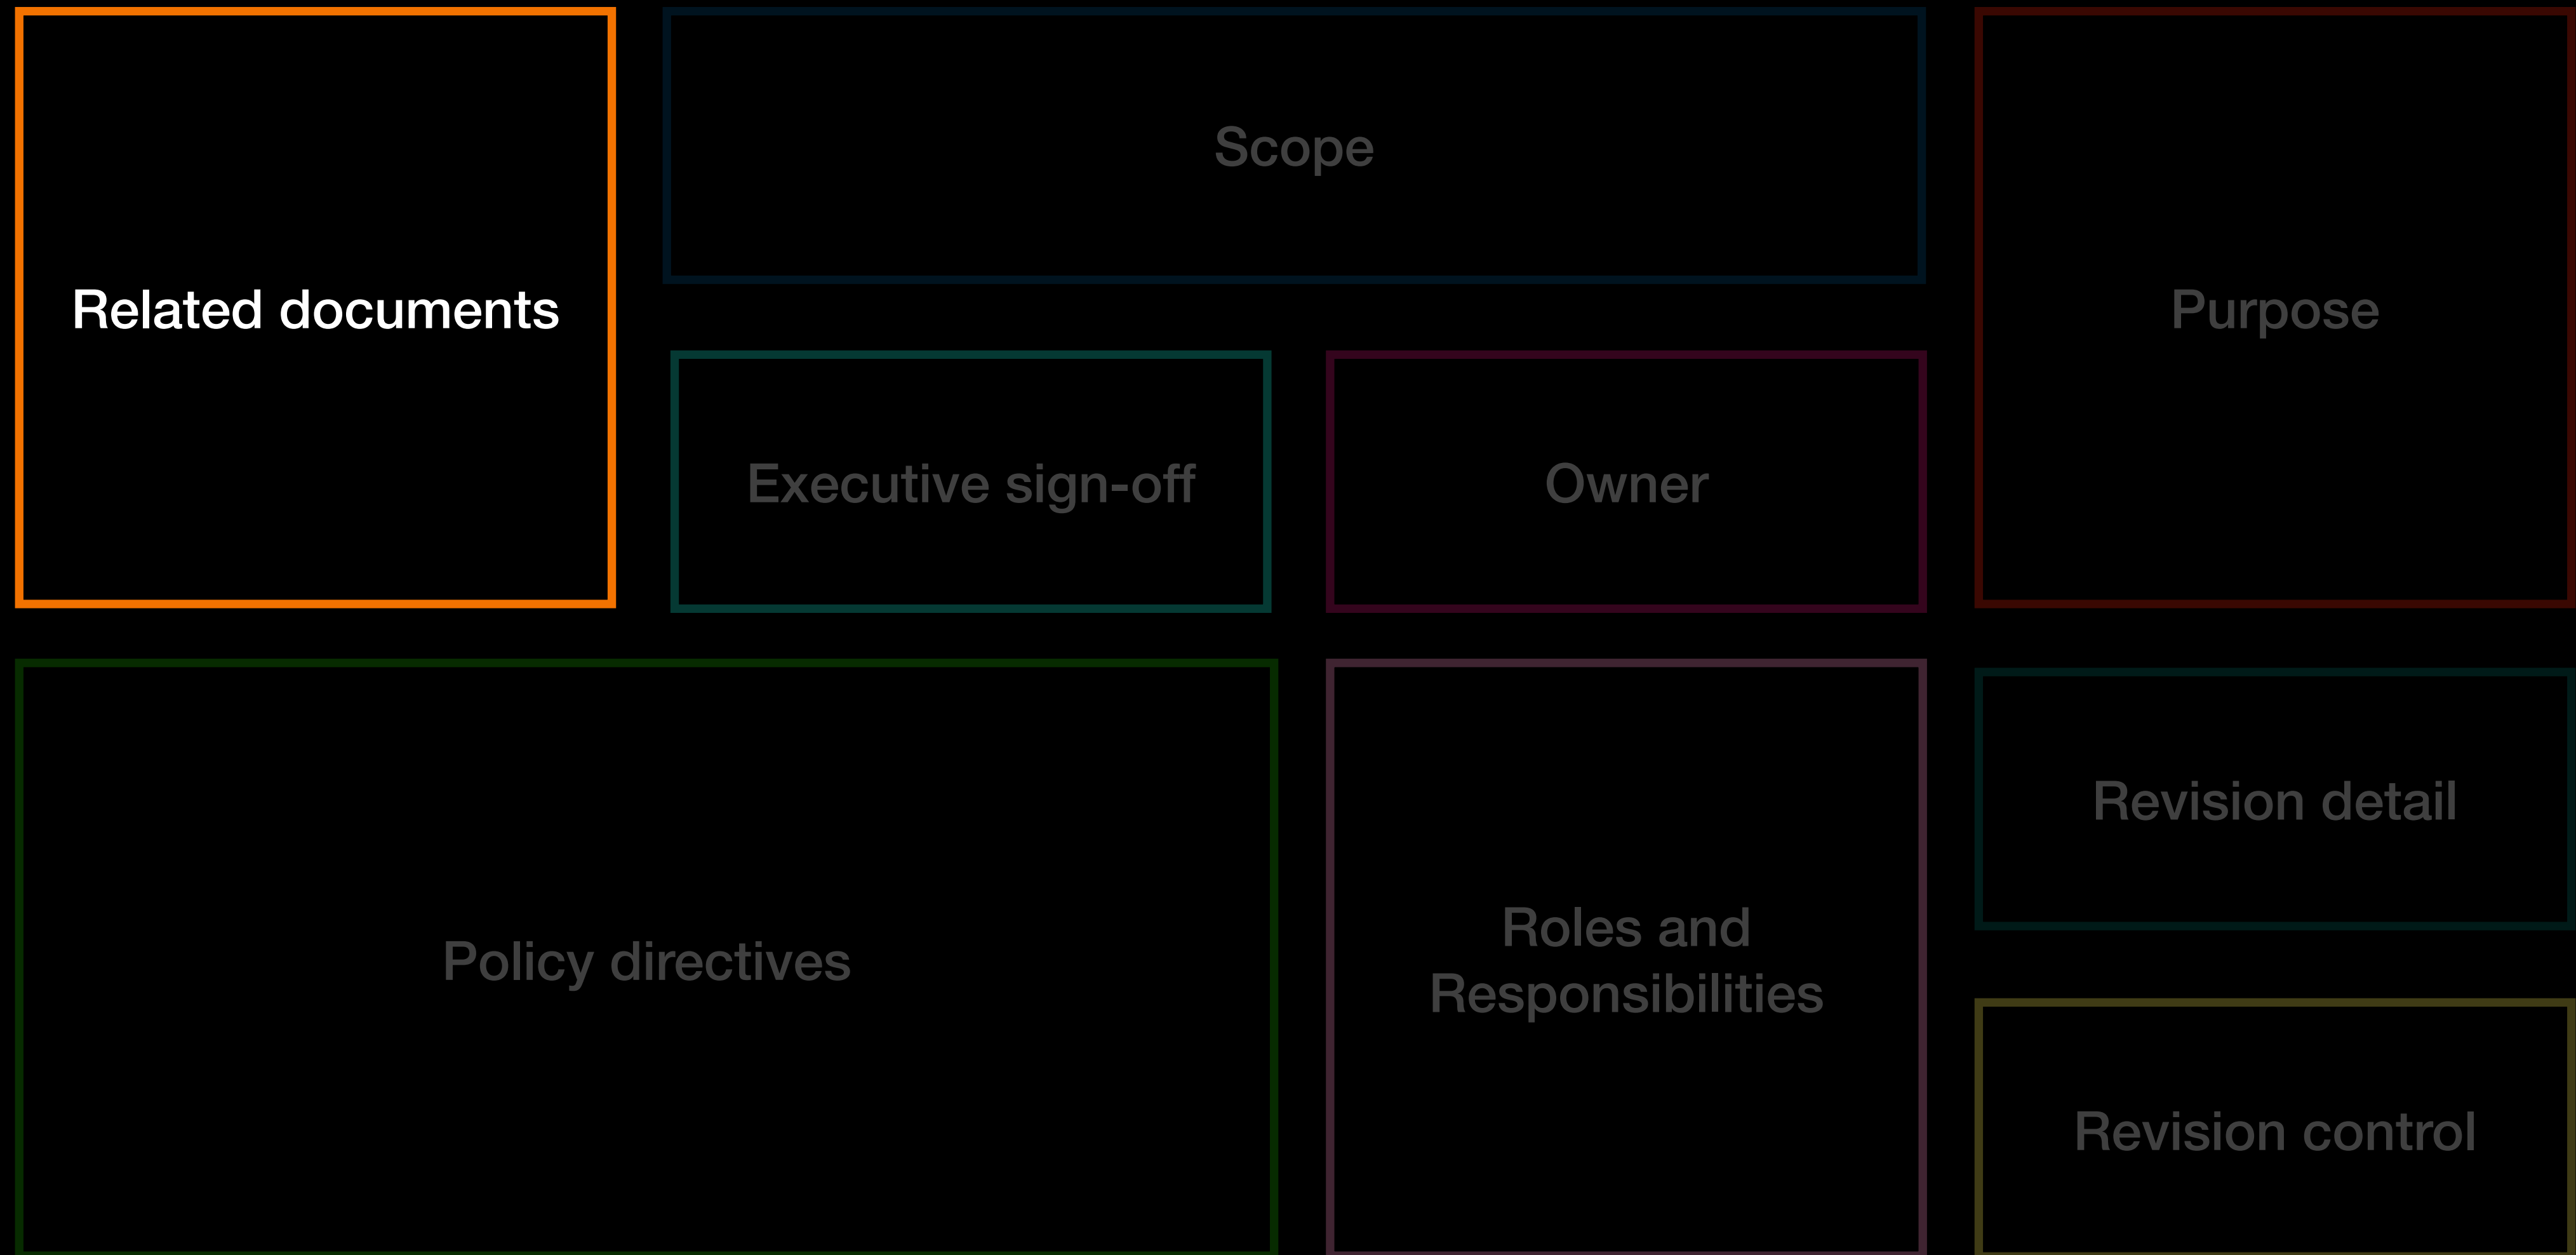 Related documents
Scope
Purpose
Executive sign-off
Owner
Policy directives
Roles and
Responsibilities
Revision detail
Revision control